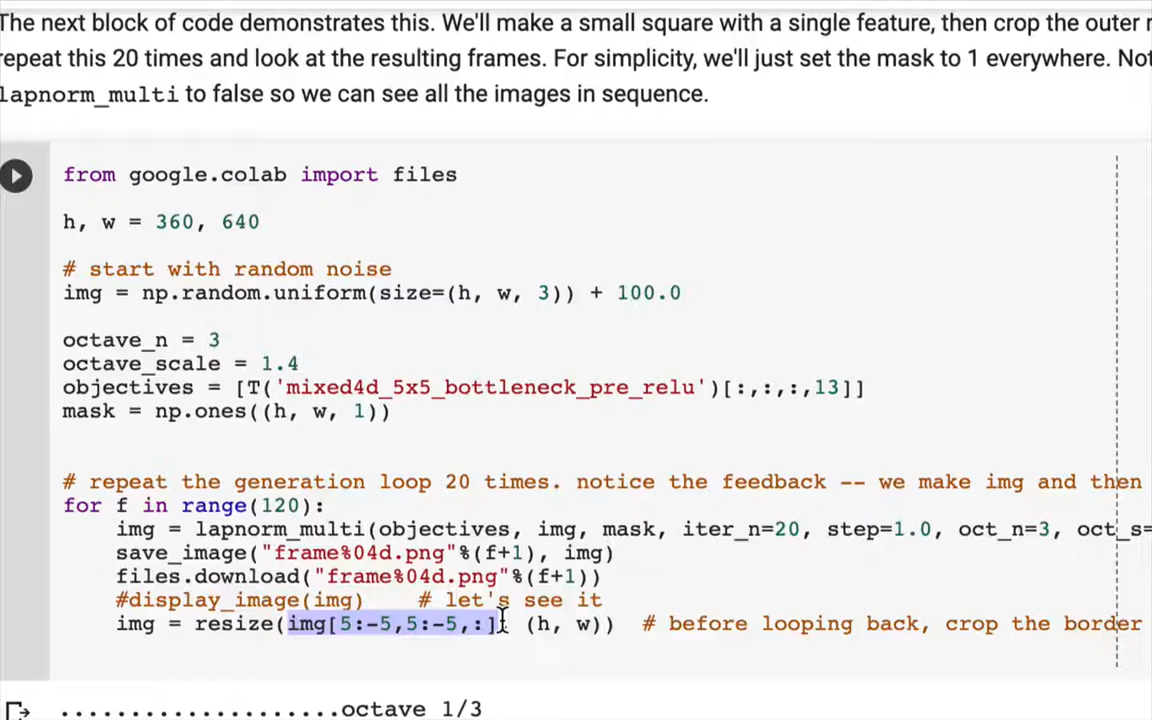 The next block of code demonstrates this. We'll make a small square with a single feature, then crop the outer
repeat this 20 times and look at the resulting frames. For simplicity, we'll just set the mask to 1 everywhere. Not
lapnorm_multi to false so we can see all the images in sequence.
from google.colab import files
h, w = 360, 640
# start with random noise
img = np.random.uniform(size=(h, w, 3)) + 100.0
octave_n = 3
octave_scale = 1.4
objectives = [T('mixed4d_5x5_bottleneck_pre_relu')[:,:,:,13]]
mask = np.ones((h, w, 1))
# repeat the generation loop 20 times. notice the feedback -- we make img and then
for f in range(120):
    img = lapnorm_multi(objectives, img, mask, iter_n=20, step=1.0, oct_n=3, oct_s=
    save_image("frame%04d.png"%(f+1), img)
    files.download("frame%04d.png"%(f+1))
    #display_image(img)    # let's see it
    img = resize(img[5:-5,5:-5,:], (h, w))  # before looping back, crop the border
....................octave 1/3